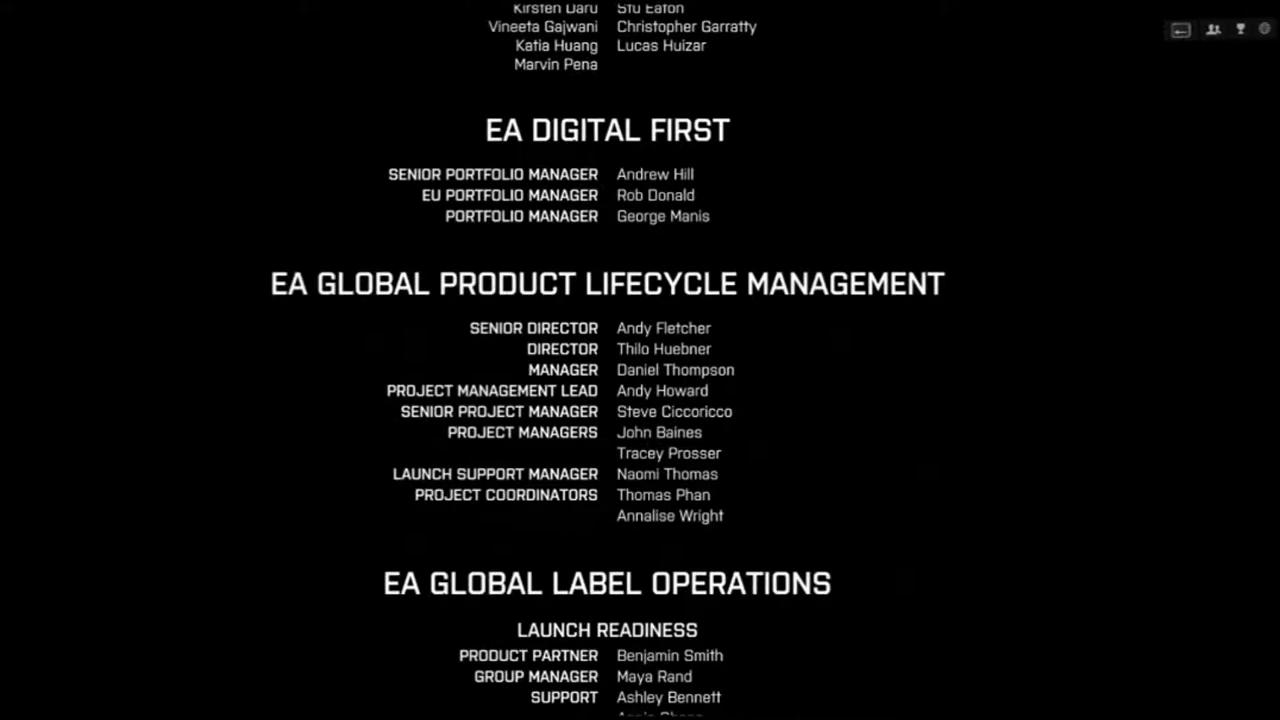 Kirsten Daru Stu Eaton
Vineeta Gajwani Christopher Garratty
Katia Huang Lucas Huizar
Marvin Pena
EA DIGITAL FIRST
SENIOR PORTFOLIO MANAGER Andrew Hill
EU PORTFOLIO MANAGER Rob Donald
PORTFOLIO MANAGER George Manis
EA GLOBAL PRODUCT LIFECYCLE MANAGEMENT
SENIOR DIRECTOR Andy Fletcher
DIRECTOR Thilo Huebner
MANAGER Daniel Thompson
PROJECT MANAGEMENT LEAD Andy Howard
SENIOR PROJECT MANAGER Steve Ciccoricco
PROJECT MANAGERS John Baines
Tracey Prosser
LAUNCH SUPPORT MANAGER Naomi Thomas
PROJECT COORDINATORS Thomas Phan
Annalise Wright
EA GLOBAL LABEL OPERATIONS
LAUNCH READINESS
PRODUCT PARTNER Benjamin Smith
GROUP MANAGER Maya Rand
SUPPORT Ashley Bennett